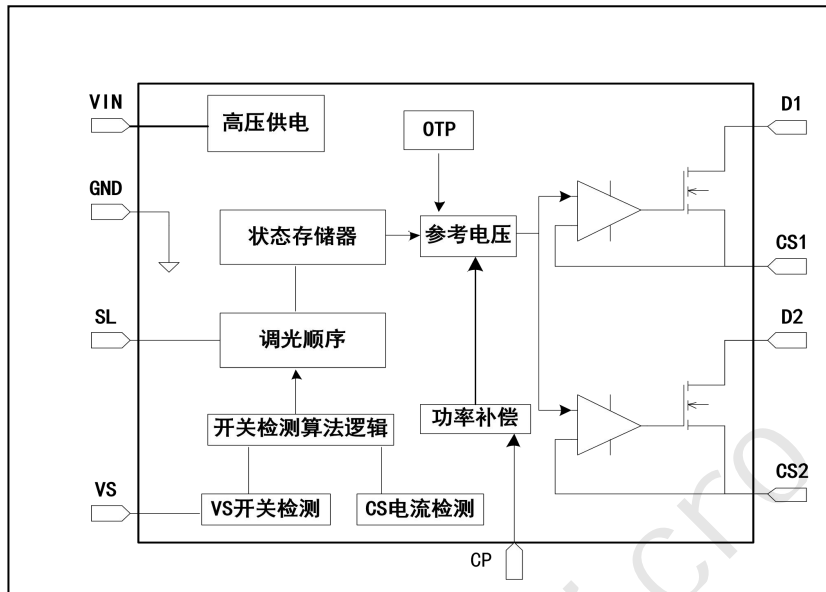 VIN
高压供电
OTP
D1
GND
状态存储器
参考电压
CS1
SL
调光顺序
D2
开关检测算法逻辑
功率补偿
VS
VS开关检测
CS电流检测
CS2
CP
cro